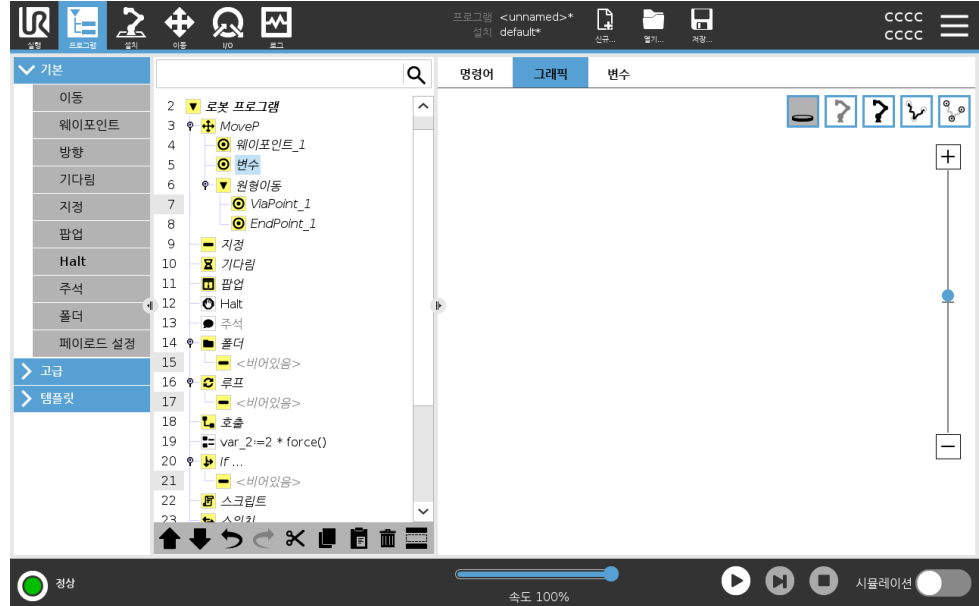 UR
실행
프로그램
설치
이동
I/O
로그
프로그램 <unnamed>*
설치 default*
신규...
열기...
저장...
CCCC
CCCC
기본
이동
웨이포인트
방향
기다림
지정
팝업
Halt
주석
폴더
페이로드 설정
고급
템플릿
2 로봇 프로그램
3 MoveP
4 웨이포인트_1
5 변수
6 원형이동
7 ViaPoint_1
8 EndPoint_1
9 지정
10 기다림
11 팝업
12 Halt
13 주석
14 폴더
15 <비어있음>
16 루프
17 <비어있음>
18 호출
19 var_2:=2 * force()
20 If ...
21 <비어있음>
22 스크립트
23 스위치
명령어
그래픽
변수
정상
속도 100%
시뮬레이션